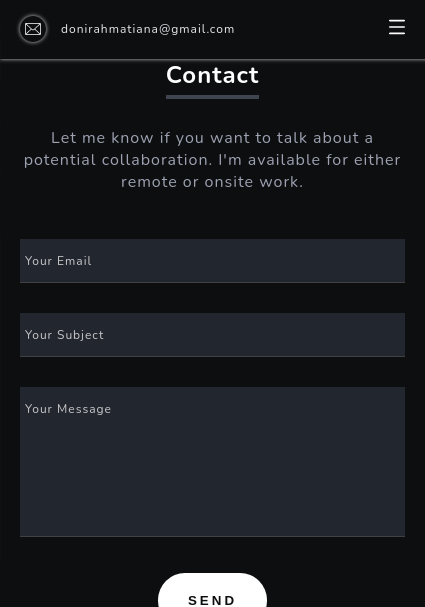 donirahmatiana@gmail.com
Contact
Let me know if you want to talk about a
potential collaboration. I'm available for either
remote or onsite work.
Your Email
Your Subject
Your Message
SEND